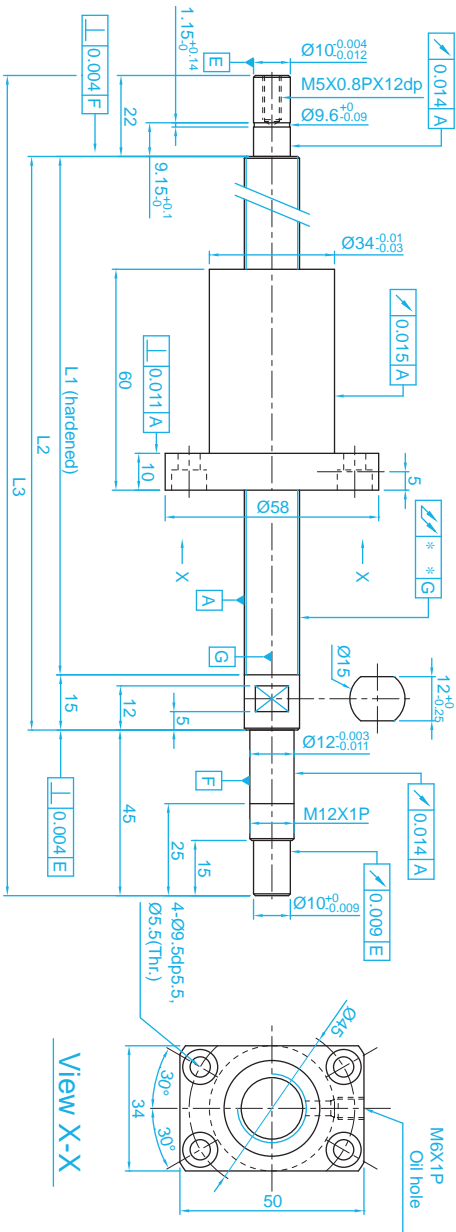 1.15 +0.14 -0
Ø10 -0.004 -0.012
E
M5X0.8PX12dp
Ø9.6 +0 -0.09
0.014 A
0.004 F
22
9.15 +0.1 -0
Ø34 -0.01 -0.03
0.015 A
60
0.011 A
10
5
Ø58
L1 (hardened)
L2
L3
X
X
* * G
A
G
Ø15
12 +0 -0.25
15
12
5
Ø12 -0.003 -0.011
F
M12X1P
0.014 A
0.004 E
45
25
15
Ø10 +0 -0.009
0.009 E
4-Ø9.5dp5.5,
Ø5.5(Thr.)
Ø45
30°
30°
34
50
M6X1P
Oil hole
View X-X